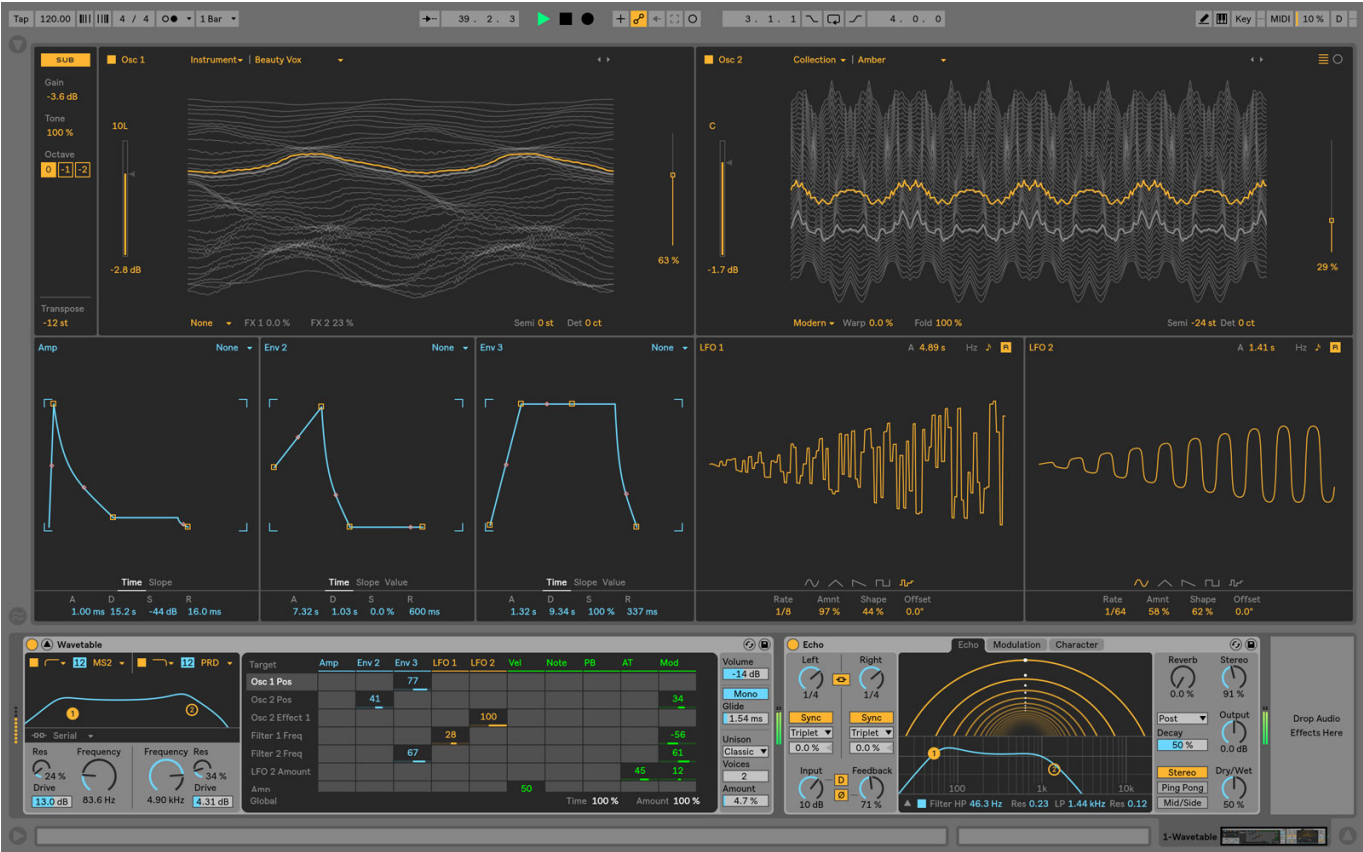 Tap 120.00 4 / 4 1 Bar 39. 2. 3 3. 1. 1 4. 0. 0 Key MIDI 10 % D
SUB
Gain
-3.6 dB
Tone
100 %
Octave
0 -1 -2
Transpose
-12 st
Osc 1 Instrument | Beauty Vox
10L
-2.8 dB
63 %
None FX 1 0.0 % FX 2 23 % Semi 0 st Det 0 ct
Osc 2 Collection | Amber
C
-1.7 dB
29 %
Modern Warp 0.0 % Fold 100 % Semi -24 st Det 0 ct
Amp None
Time Slope
A D S R
1.00 ms 15.2 s -44 dB 16.0 ms
Env 2 None
Time Slope Value
A D S R
7.32 s 1.03 s 0.0 % 600 ms
Env 3 None
Time Slope Value
A D S R
1.32 s 9.34 s 100 % 337 ms
LFO 1 A 4.89 s Hz R
Rate Amnt Shape Offset
1/8 97 % 44 % 0.0°
LFO 2 A 1.41 s Hz R
Rate Amnt Shape Offset
1/64 58 % 62 % 0.0°
Wavetable
12 MS2 12 PRD
1 2
Serial
Res Frequency Frequency Res
24 % 34 %
Drive Drive
13.0 dB 83.6 Hz 4.90 kHz 4.31 dB
Target Amp Env 2 Env 3 LFO 1 LFO 2 Vel Note PB AT Mod
Osc 1 Pos 77
Osc 2 Pos 41 34
Osc 2 Effect 1 100
Filter 1 Freq 28 -56
Filter 2 Freq 67 61
LFO 2 Amount 45 12
Amp 50
Global Time 100 % Amount 100 %
Volume
-14 dB
Mono
Glide
1.54 ms
Unison
Classic
Voices
2
Amount
4.7 %
Echo
Left Right
1/4 1/4
Sync Sync
Triplet Triplet
0.0 % 0.0 %
Input D Feedback
10 dB Ø 71 %
Echo Modulation Character
1 2
100 1k 10k
Filter HP 46.3 Hz Res 0.23 LP 1.44 kHz Res 0.12
Reverb Stereo
0.0 % 91 %
Post Output
Decay
50 % 0.0 dB
Stereo Dry/Wet
Ping Pong
Mid/Side 50 %
Drop Audio
Effects Here
1-Wavetable